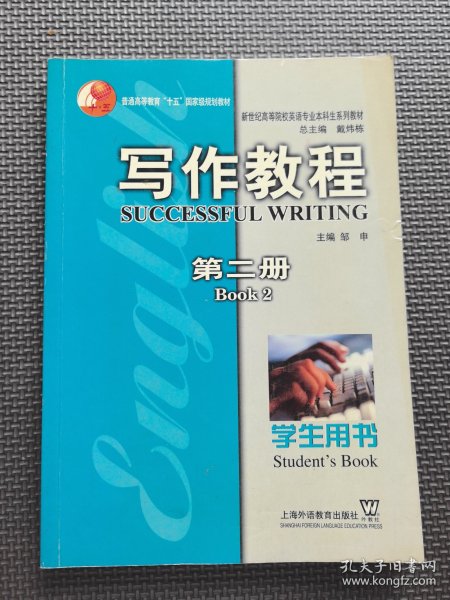 普通高等教育“十五”国家级规划教材
新世纪高等院校英语专业本科生系列教材
总主编 戴炜栋
写作教程
SUCCESSFUL WRITING
主编 邹 申
第二册
Book 2
English
学生用书
Student's Book
上海外语教育出版社
SHANGHAI FOREIGN LANGUAGE EDUCATION PRESS
W
外教社
孔夫子旧书网
www.kongfz.com